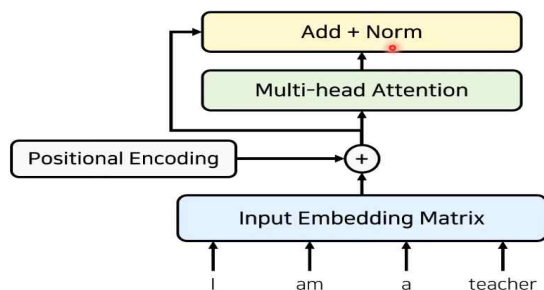 Add + Norm
Multi-head Attention
Positional Encoding
+
Input Embedding Matrix
I am a teacher